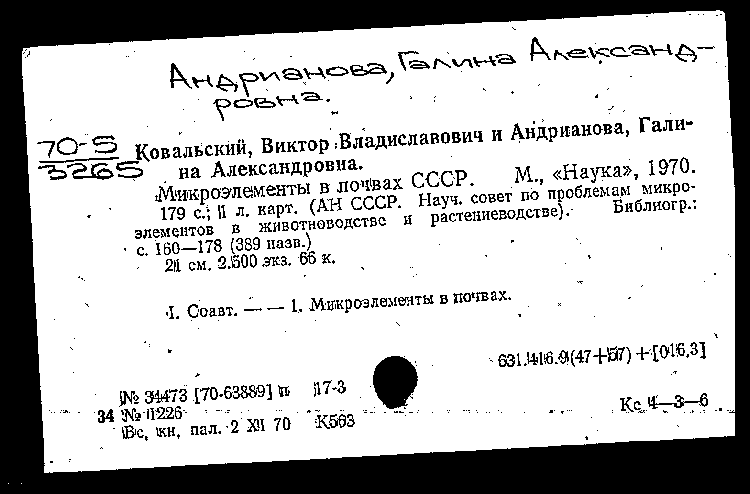 Андрианова, Галина Александ-
ровна.
70-5
3265
Ковальский, Виктор Владиславович и Андрианова, Гали-
на Александровна.
Микроэлементы в почвах СССР. М., «Наука», 1970.
179 с.; 1 л. карт. (АН СССР. Науч. совет по проблемам микро-
элементов в животноводстве и растениеводстве). Библиогр.:
с. 160—178 (389 назв.)
21 см. 2.500 экз. 66 к.
I. Соавт. — — 1. Микроэлементы в почвах.
631.416.9(47+57)+[016.3]
№ 34473 [70-63889] п 17-3
34 № 1226
Вс. кн. пал. 2 XII 70 К563
Кс 4—3—6